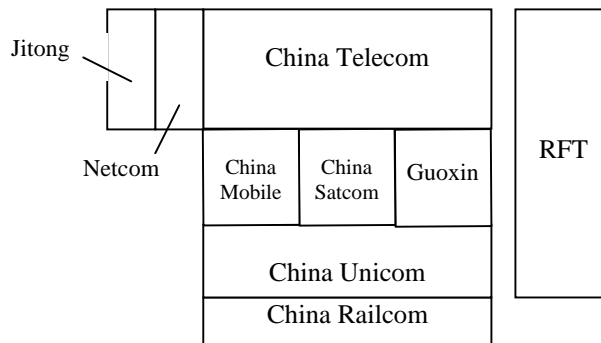 Jitong
China Telecom
Netcom
China
Mobile
China
Satcom
Guoxin
RFT
China Unicom
China Railcom